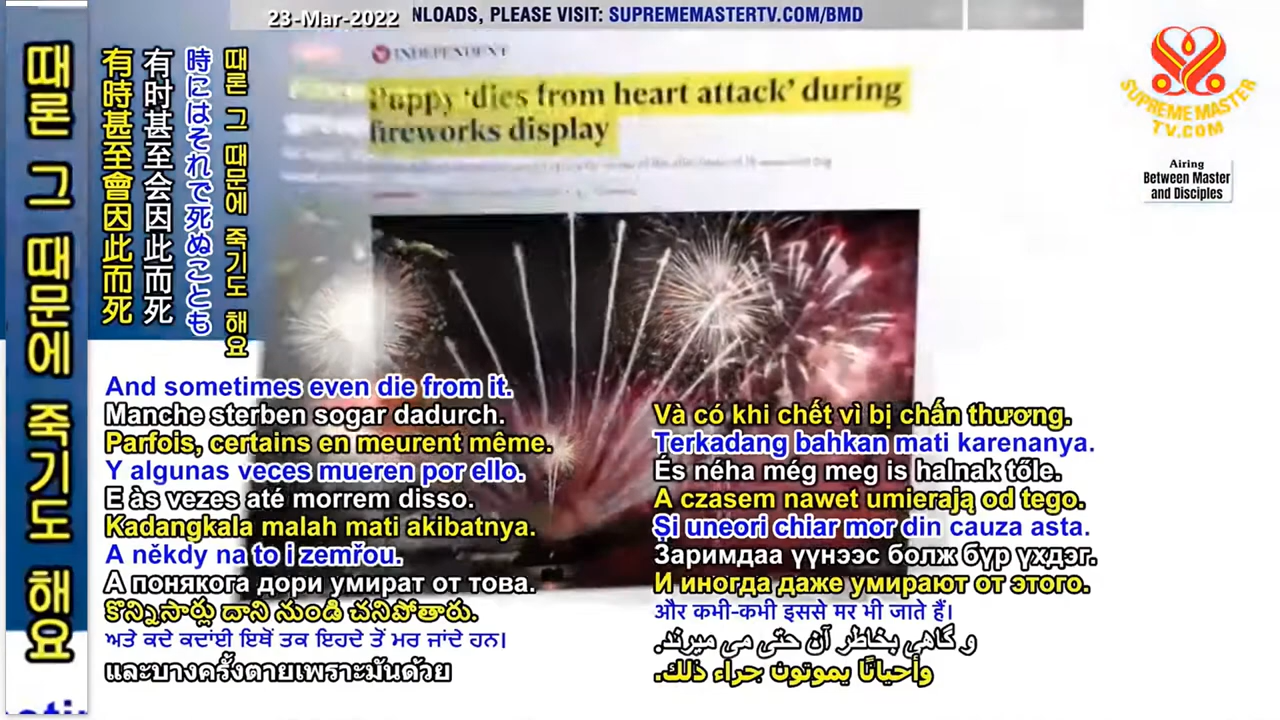 23-Mar-2022
NLOADS, PLEASE VISIT: SUPREMEMASTERTV.COM/BMD
때론 그 때문에 죽기도 해요
有時甚至會因此而死
有时甚至会因此而死
時にはそれで死ぬことも
때론 그 때문에 죽기도 해요
INDEPENDENT
Puppy ‘dies from heart attack’ during
fireworks display
SUPREME MASTER
TV.COM
Airing
Between Master
and Disciples
And sometimes even die from it.
Manche sterben sogar dadurch.
Parfois, certains en meurent même.
Y algunas veces mueren por ello.
E às vezes até morrem disso.
Kadangkala malah mati akibatnya.
A někdy na to i zemřou.
А понякога дори умират от това.
కొన్నిసార్లు దాని నుండి చనిపోతారు.
ਅਤੇ ਕਦੇ ਕਦਾਂਈ ਇਥੋਂ ਤਕ ਇਹਦੇ ਤੋਂ ਮਰ ਜਾਂਦੇ ਹਨ।
และบางครั้งตายเพราะมันด้วย
Và có khi chết vì bị chấn thương.
Terkadang bahkan mati karenanya.
És néha még meg is halnak tőle.
A czasem nawet umierają od tego.
Și uneori chiar mor din cauza asta.
Заримдаа үүнээс болж бүр үхдэг.
И иногда даже умирают от этого.
और कभी-कभी इससे मर भी जाते हैं।
و گاهی بخاطر آن حتی می میرند.
وأحيانًا يموتون جراء ذلك.